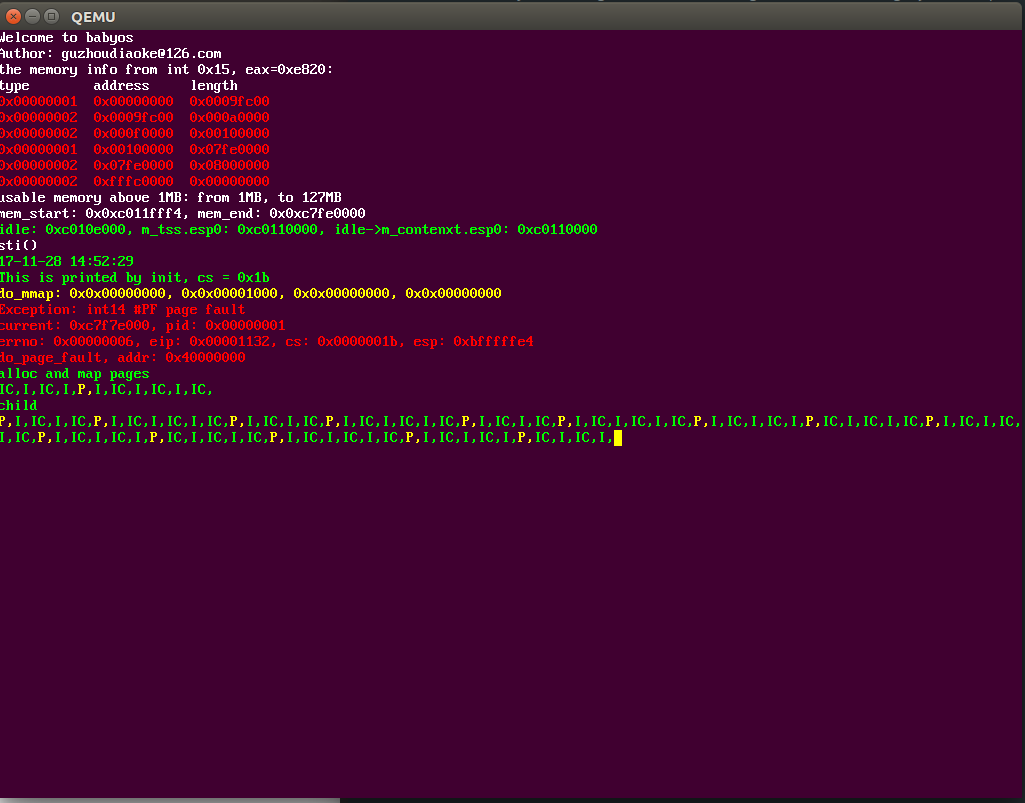 QEMU
Welcome to babyos
Author: guzhoudiaoke@126.com
the memory info from int 0x15, eax=0xe820:
type address length
0x00000001 0x00000000 0x0009fc00
0x00000002 0x0009fc00 0x000a0000
0x00000002 0x000f0000 0x00100000
0x00000001 0x00100000 0x07fe0000
0x00000002 0x07fe0000 0x08000000
0x00000002 0xfffc0000 0x00000000
usable memory above 1MB: from 1MB, to 127MB
mem_start: 0x0xc011fff4, mem_end: 0x0xc7fe0000
idle: 0xc010e000, m_tss.esp0: 0xc0110000, idle->m_contenxt.esp0: 0xc0110000
sti()
17-11-28 14:52:29
This is printed by init, cs = 0x1b
do_mmap: 0x0x00000000, 0x0x00001000, 0x0x00000000, 0x0x00000000
Exception: int14 #PF page fault
current: 0xc7f7e000, pid: 0x00000001
errno: 0x00000006, eip: 0x00001132, cs: 0x0000001b, esp: 0xbfffffe4
do_page_fault, addr: 0x40000000
alloc and map pages
IC,I,IC,I,P,I,IC,I,IC,I,IC,
child
P,I,IC,I,IC,P,I,IC,I,IC,I,IC,P,I,IC,I,IC,P,I,IC,I,IC,I,IC,P,I,IC,I,IC,P,I,IC,I,IC,I,IC,P,I,IC,I,IC,I,P,IC,I,IC,I,IC,P,I,IC,I,IC,
I,IC,P,I,IC,I,IC,I,P,IC,I,IC,I,IC,P,I,IC,I,IC,I,IC,P,I,IC,I,IC,I,P,IC,I,IC,I,